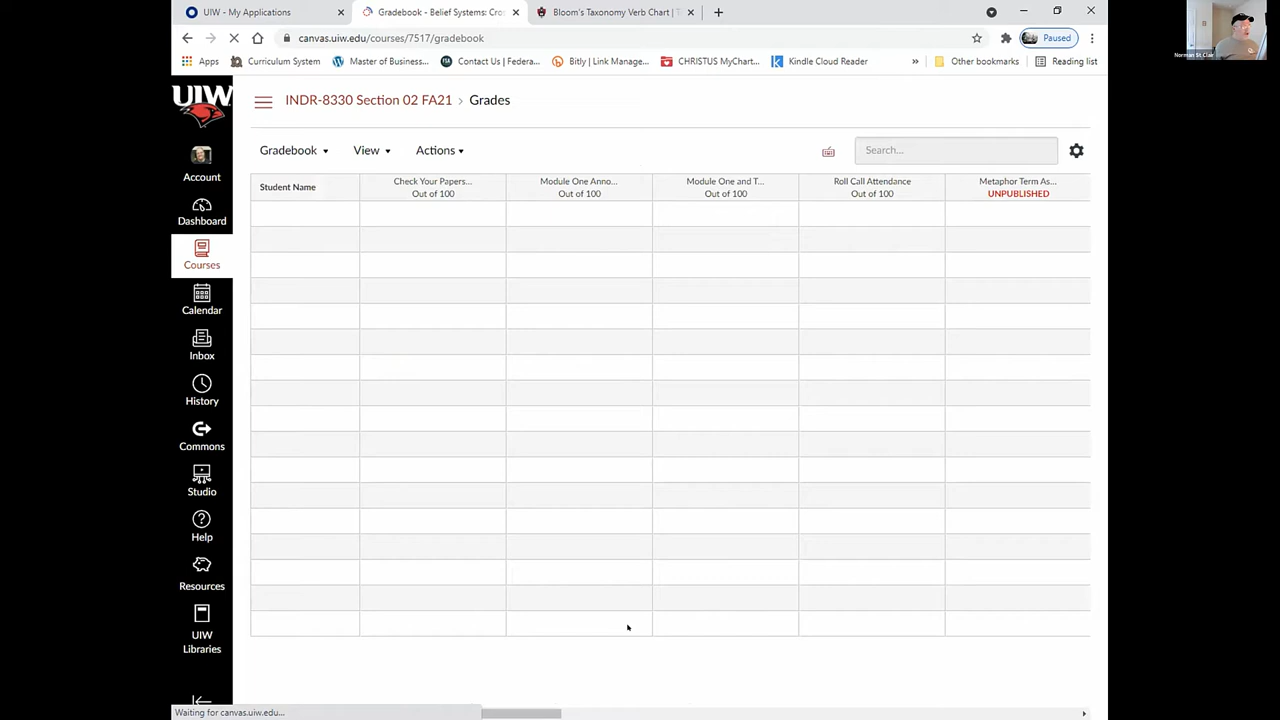 UIW - My Applications
Gradebook - Belief Systems: Cro
Bloom's Taxonomy Verb Chart | T
canvas.uiw.edu/courses/7517/gradebook
Paused
Apps
Curriculum System
Master of Business...
Contact Us | Federa...
Bitly | Link Manage...
CHRISTUS MyChart...
Kindle Cloud Reader
»
Other bookmarks
Reading list
Norman St.Clair
UIW
Account
Dashboard
Courses
Calendar
Inbox
History
Commons
Studio
Help
Resources
UIW
Libraries
INDR-8330 Section 02 FA21 > Grades
Gradebook
View
Actions
Search...
Student Name
Check Your Papers...
Out of 100
Module One Anno...
Out of 100
Module One and T...
Out of 100
Roll Call Attendance
Out of 100
Metaphor Term As...
UNPUBLISHED
Waiting for canvas.uiw.edu...